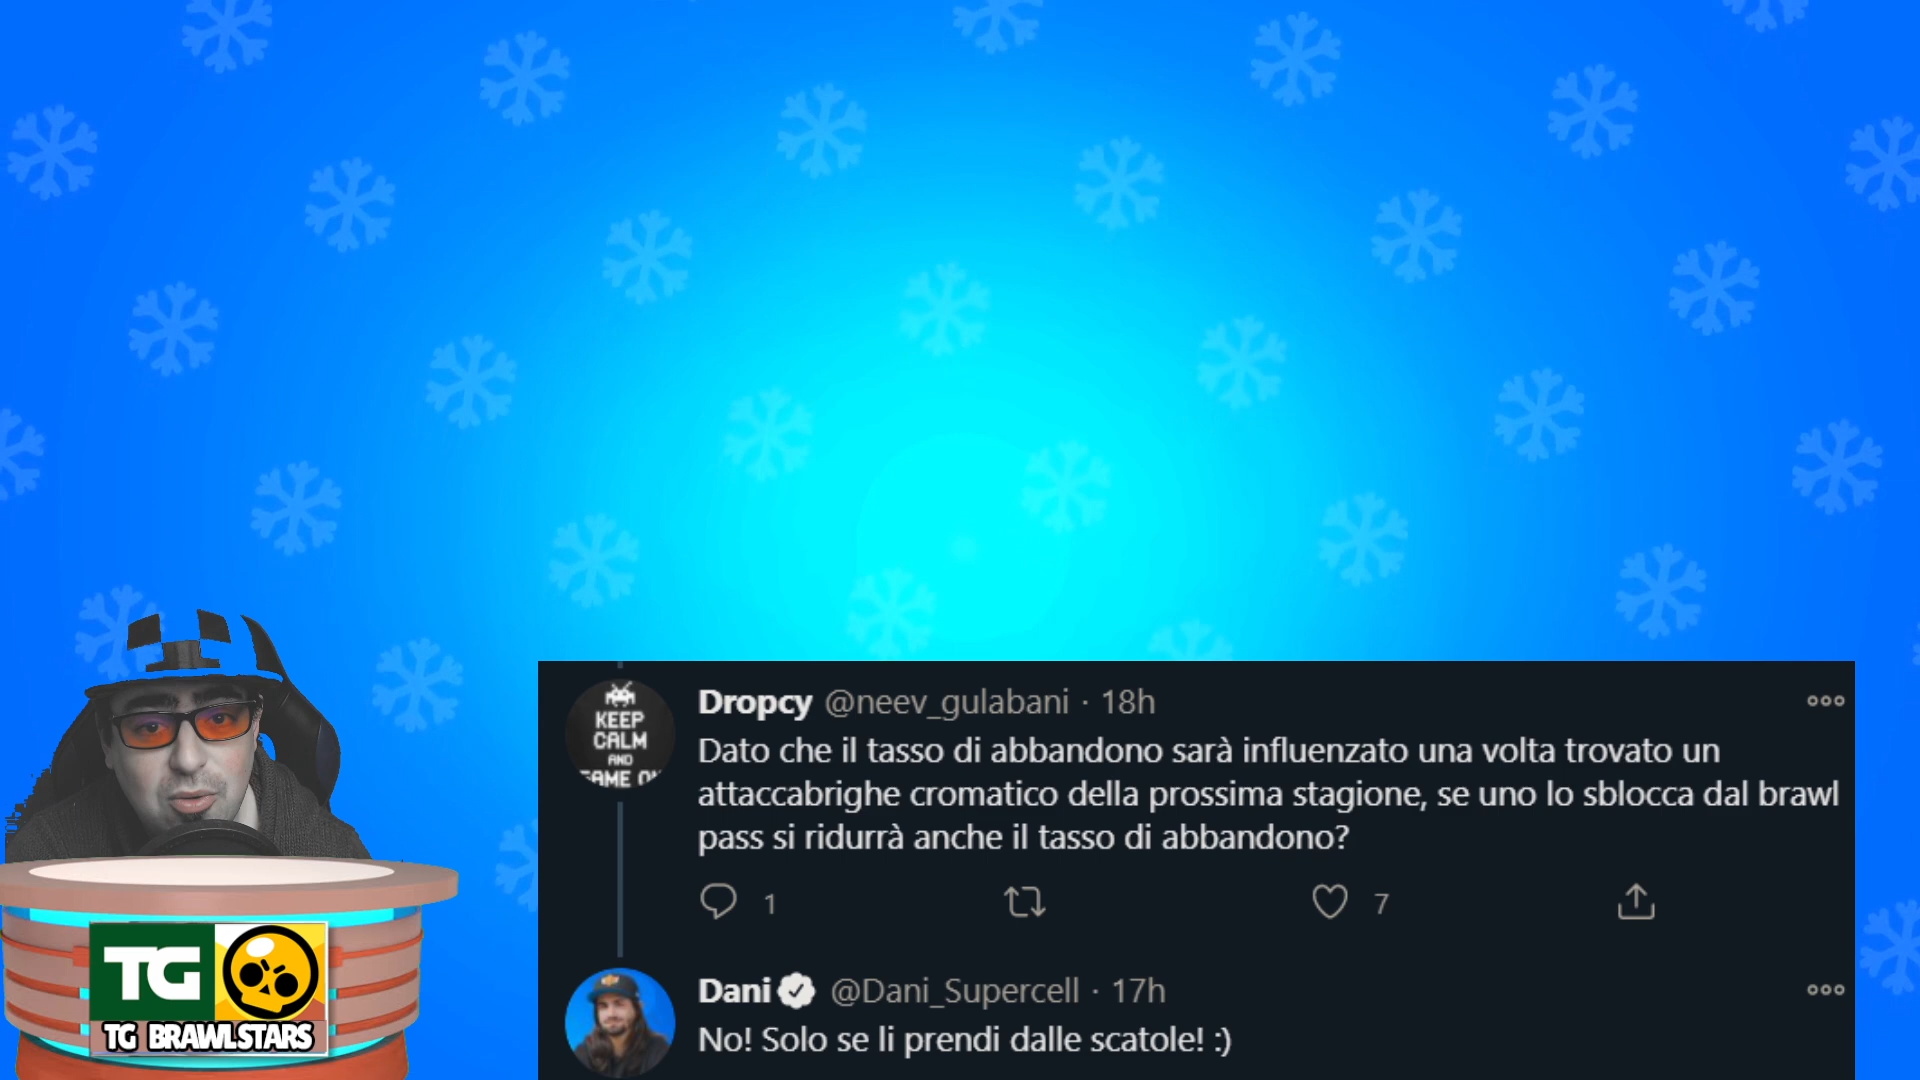 KEEP
CALM
AND
Dropcy @neev_gulabani · 18h
Dato che il tasso di abbandono sarà influenzato una volta trovato un
attaccabrighe cromatico della prossima stagione, se uno lo sblocca dal brawl
pass si ridurrà anche il tasso di abbandono?
1
7
Dani @Dani_Supercell · 17h
No! Solo se li prendi dalle scatole! :)
TG
TG BRAWLSTARS